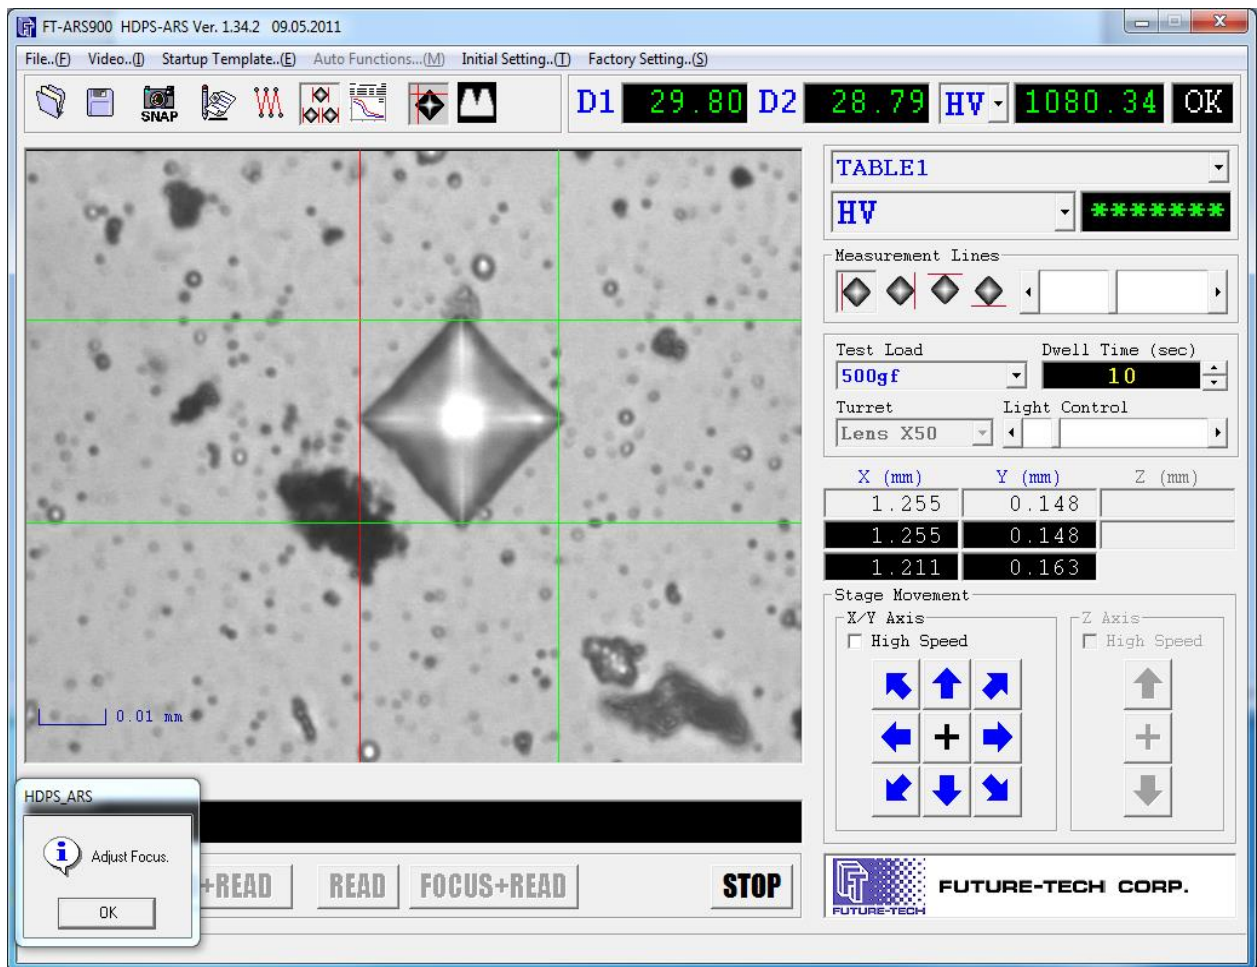 FT-ARS900 HDPS-ARS Ver. 1.34.2 09.05.2011
File..(F) Video..(I) Startup Template..(E) Auto Functions...(M) Initial Setting..(T) Factory Setting..(S)
SNAP
D1 29.80 D2 28.79 HV 1080.34 OK
TABLE1
HV *******
Measurement Lines
Test Load Dwell Time (sec)
500gf 10
Turret Light Control
Lens X50
X (mm) Y (mm) Z (mm)
1.255 0.148
1.255 0.148
1.211 0.163
Stage Movement
X/Y Axis Z Axis
High Speed High Speed
0.01 mm
HDPS_ARS
Adjust Focus.
OK
+READ READ FOCUS+READ STOP
FT
FUTURE-TECH
FUTURE-TECH CORP.